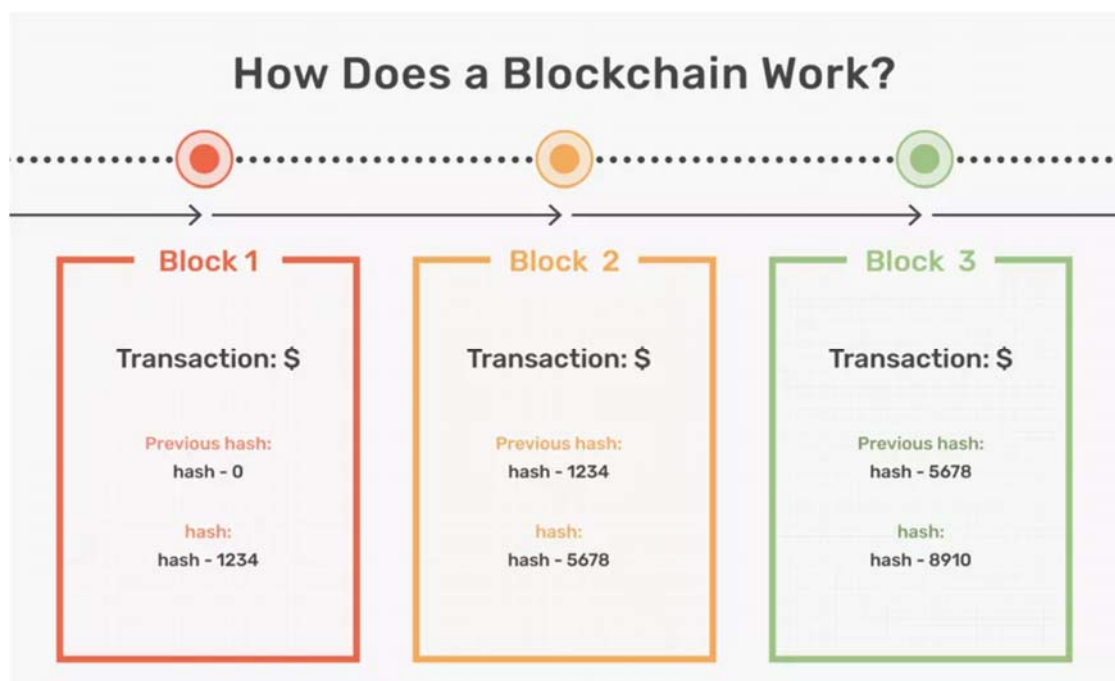 How Does a Blockchain Work?
Block 1
Transaction: $
Previous hash:
hash - 0
hash:
hash - 1234
Block 2
Transaction: $
Previous hash:
hash - 1234
hash:
hash - 5678
Block 3
Transaction: $
Previous hash:
hash - 5678
hash:
hash - 8910